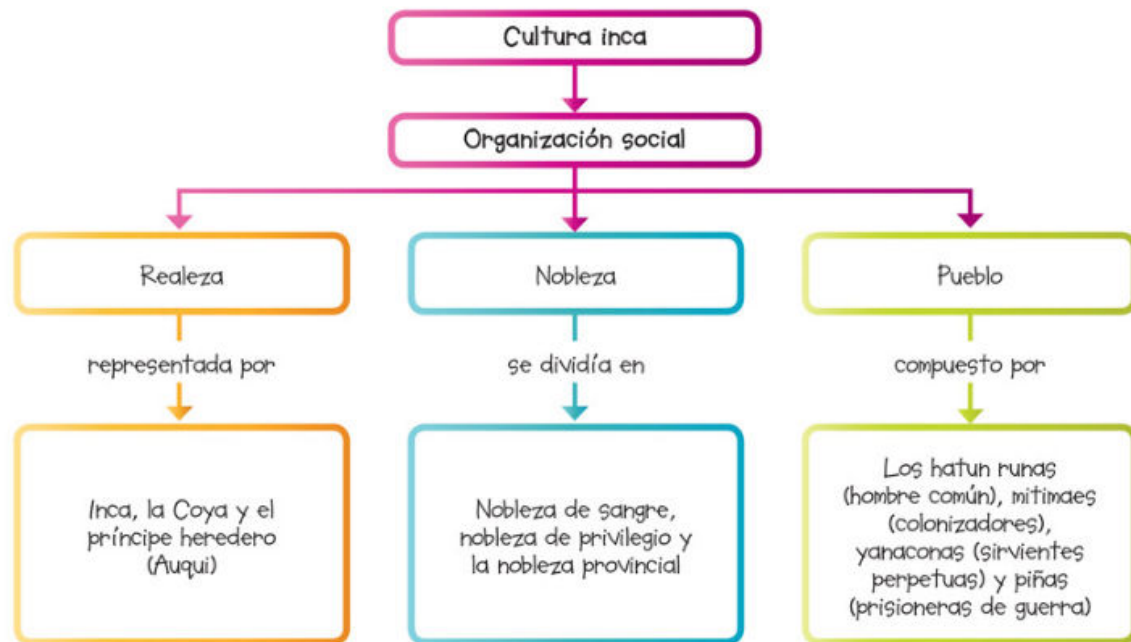 Cultura inca
Organización social
Realeza
Nobleza
Pueblo
representada por
se dividía en
compuesto por
Inca, la Coya y el
príncipe heredero
(Auqui)
Nobleza de sangre,
nobleza de privilegio y
la nobleza provincial
Los hatun runas
(hombre común), mitimaes
(colonizadores),
yanaconas (sirvientes
perpetuas) y piñas
(prisioneras de guerra)